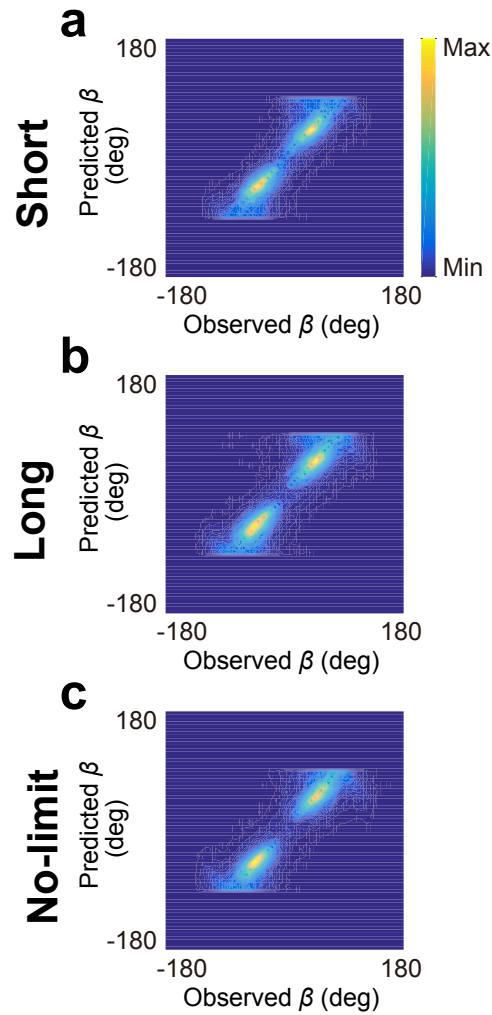 a
180
Max
Short
Predicted β
(deg)
-180
Min
-180
180
Observed β (deg)
b
180
Long
Predicted β
(deg)
-180
-180
180
Observed β (deg)
c
180
No-limit
Predicted β
(deg)
-180
-180
180
Observed β (deg)